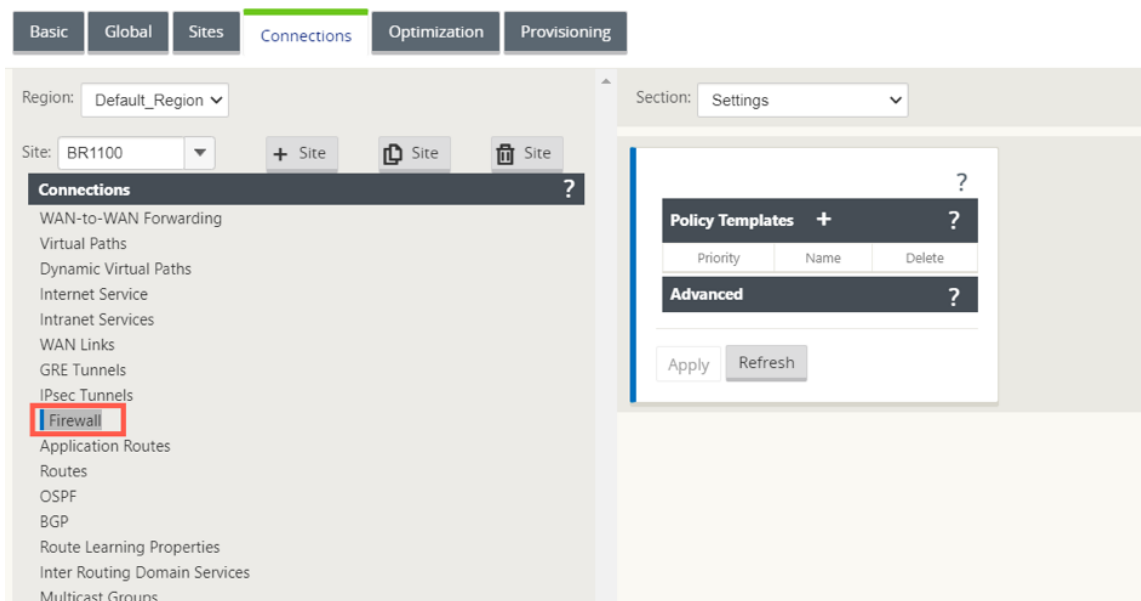 Basic Global Sites Connections Optimization Provisioning
Region: Default_Region
Site: BR1100 + Site Site Site
Connections ?
WAN-to-WAN Forwarding
Virtual Paths
Dynamic Virtual Paths
Internet Service
Intranet Services
WAN Links
GRE Tunnels
IPsec Tunnels
Firewall
Application Routes
Routes
OSPF
BGP
Route Learning Properties
Inter Routing Domain Services
Multicast Groups
Section: Settings
?
Policy Templates + ?
Priority Name Delete
Advanced ?
Apply Refresh